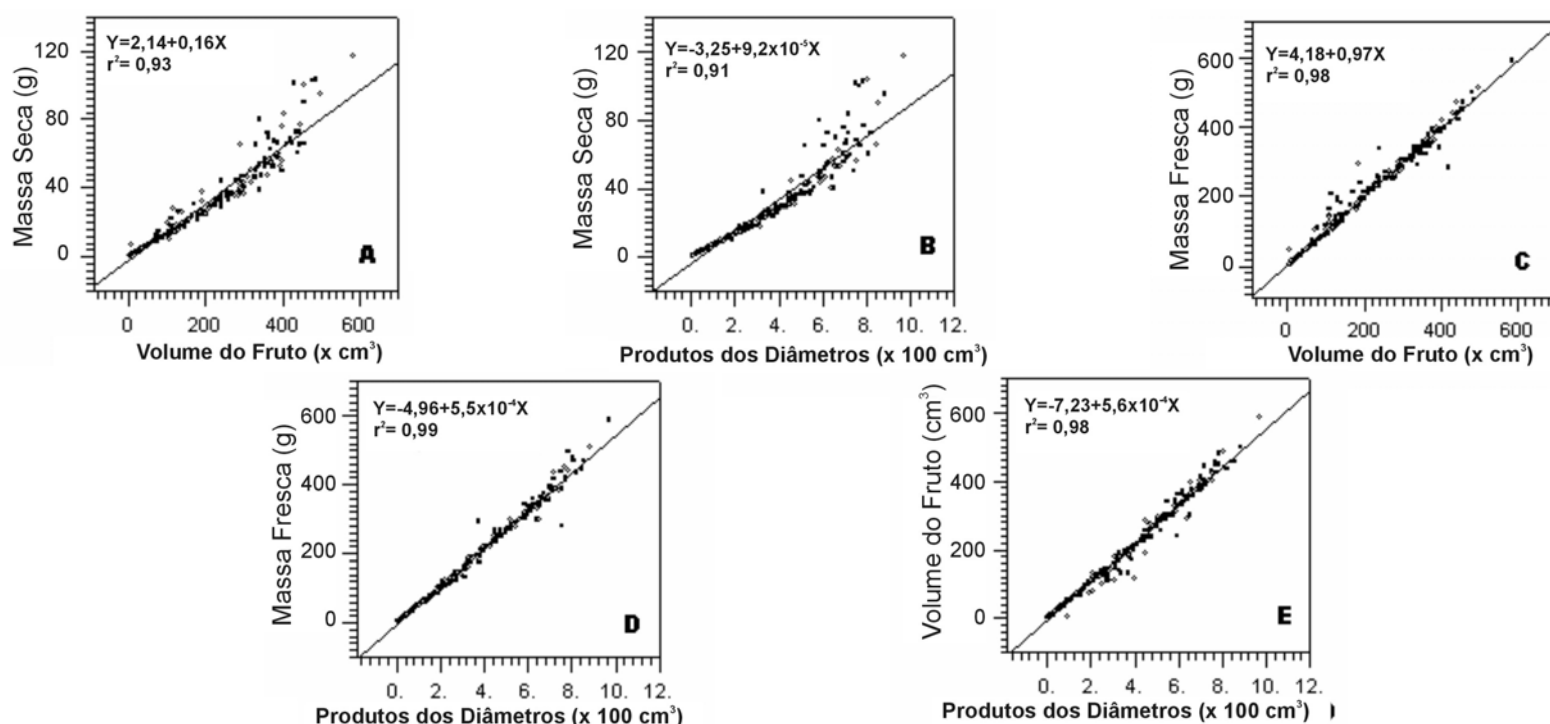 Y=2,14+0,16X
r²= 0,93
Massa Seca (g)
120
80
40
0
A
0. 200 400 600
Volume do Fruto (x cm³)
Y=-3,25+9,2x10⁻⁵X
r²= 0,91
Massa Seca (g)
120
80
40
0
B
0. 2. 4. 6. 8. 10. 12.
Produtos dos Diâmetros (x 100 cm³)
Y=4,18+0,97X
r²= 0,98
Massa Fresca (g)
600
400
200
0
C
0 200 400 600
Volume do Fruto (x cm³)
Y=-4,96+5,5x10⁻⁴X
r²= 0,99
Massa Fresca (g)
600
400
200
0
D
0. 2. 4. 6. 8. 10. 12.
Produtos dos Diâmetros (x 100 cm³)
Y=-7,23+5,6x10⁻⁴X
r²= 0,98
Volume do Fruto (cm³)
600
400
200
0
E
0. 2. 4. 6. 8. 10. 12.
Produtos dos Diâmetros (x 100 cm³)